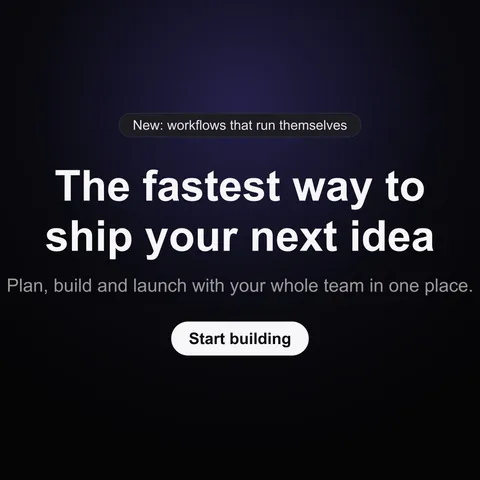 New: workflows that run themselves
The fastest way to
ship your next idea
Plan, build and launch with your whole team in one place.
Start building